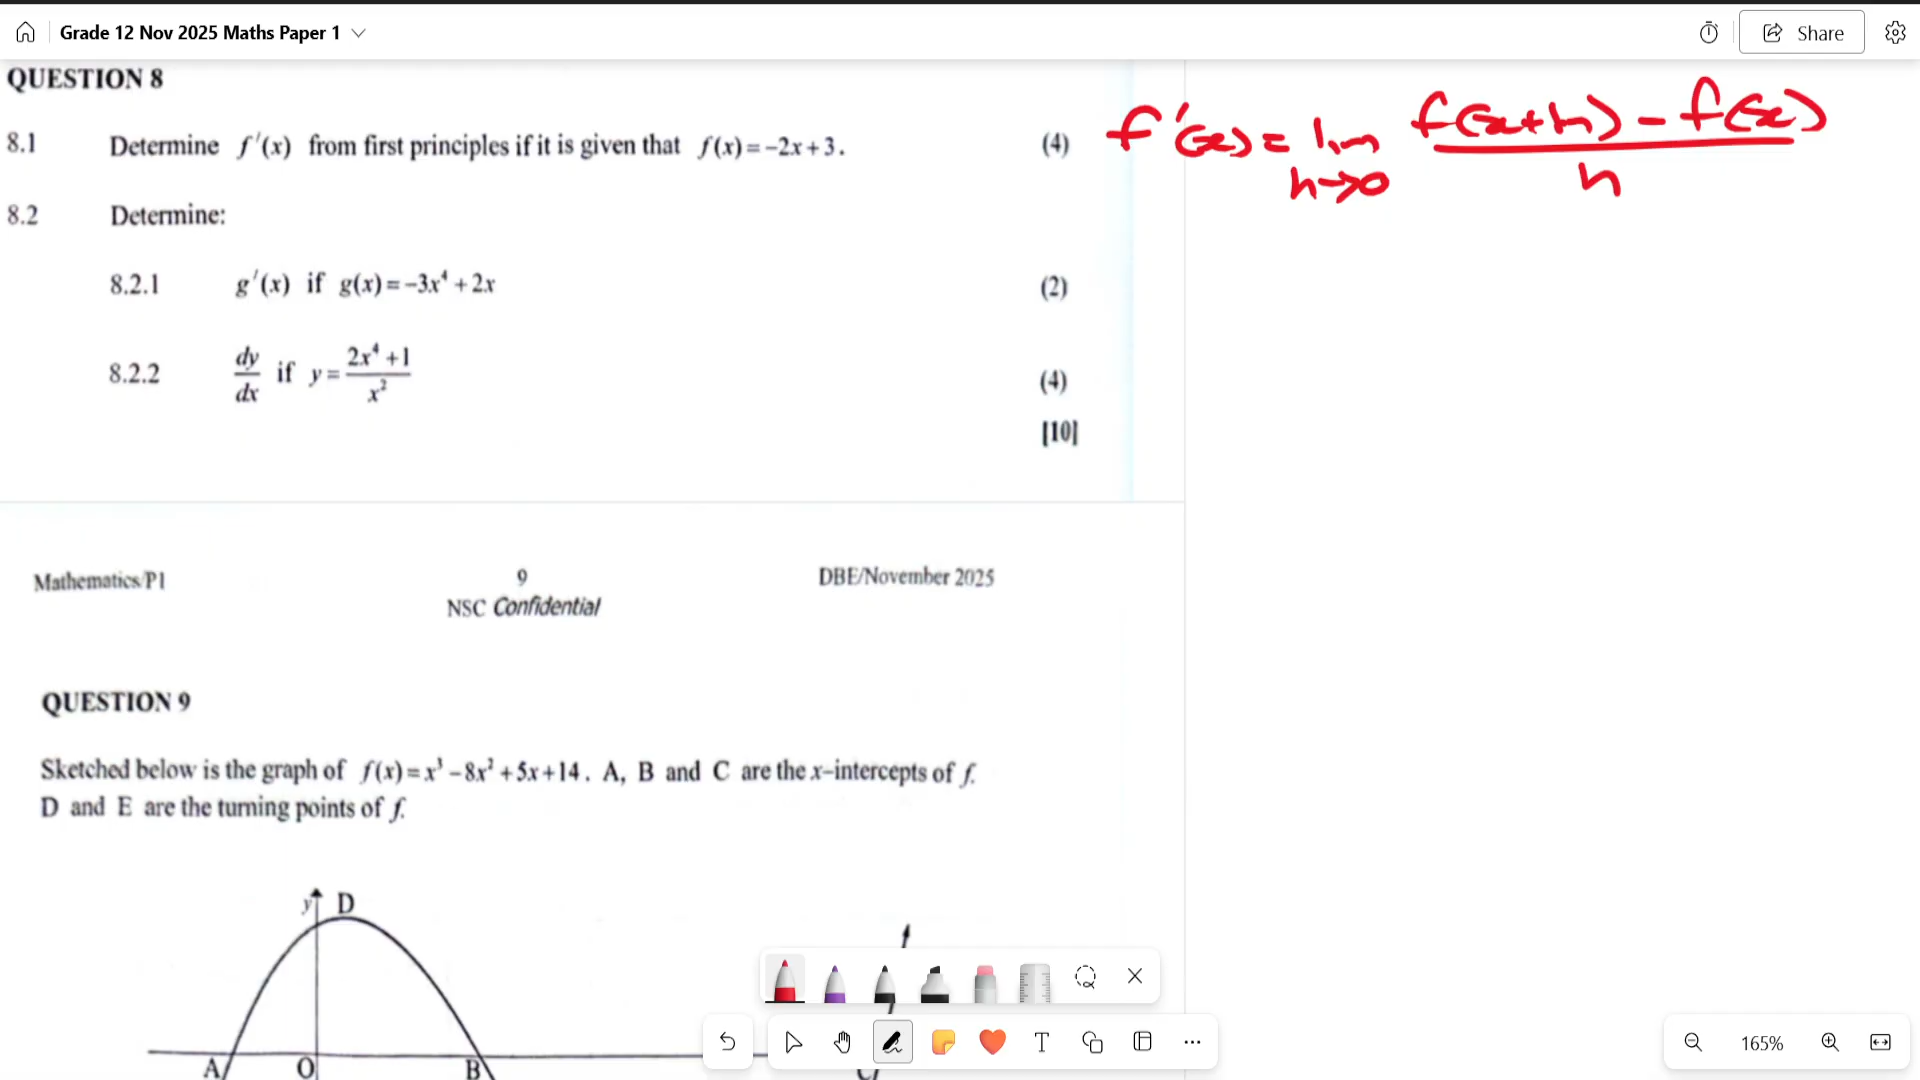 Grade 12 Nov 2025 Maths Paper 1
Share
QUESTION 8
8.1 Determine f′(x) from first principles if it is given that f(x) = −2x + 3. (4)
f′(x) = lim h→0 (f(x+h) − f(x)) / h
8.2 Determine:
8.2.1 g′(x) if g(x) = −3x⁴ + 2x (2)
8.2.2 dy/dx if y = (2x⁴ + 1) / x² (4)
[10]
Mathematics/P1 9 DBE/November 2025
NSC Confidential
QUESTION 9
Sketched below is the graph of f(x) = x³ − 8x² + 5x + 14. A, B and C are the x-intercepts of f.
D and E are the turning points of f.
y D
A O B C
T
165%